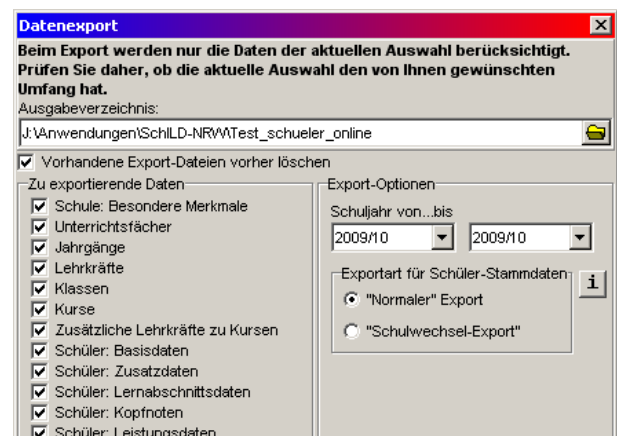 Datenexport
Beim Export werden nur die Daten der aktuellen Auswahl berücksichtigt.
Prüfen Sie daher, ob die aktuelle Auswahl den von Ihnen gewünschten
Umfang hat.
Ausgabeverzeichnis:
J:\Anwendungen\SchILD-NRW\Test_schueler_online
Vorhandene Export-Dateien vorher löschen
Zu exportierende Daten
Schule: Besondere Merkmale
Unterrichtsfächer
Jahrgänge
Lehrkräfte
Klassen
Kurse
Zusätzliche Lehrkräfte zu Kursen
Schüler: Basisdaten
Schüler: Zusatzdaten
Schüler: Lernabschnittsdaten
Schüler: Kopfnoten
Schüler: Leistungsdaten
Export-Optionen
Schuljahr von...bis
2009/10 2009/10
Exportart für Schüler-Stammdaten
i
"Normaler" Export
"Schulwechsel-Export"